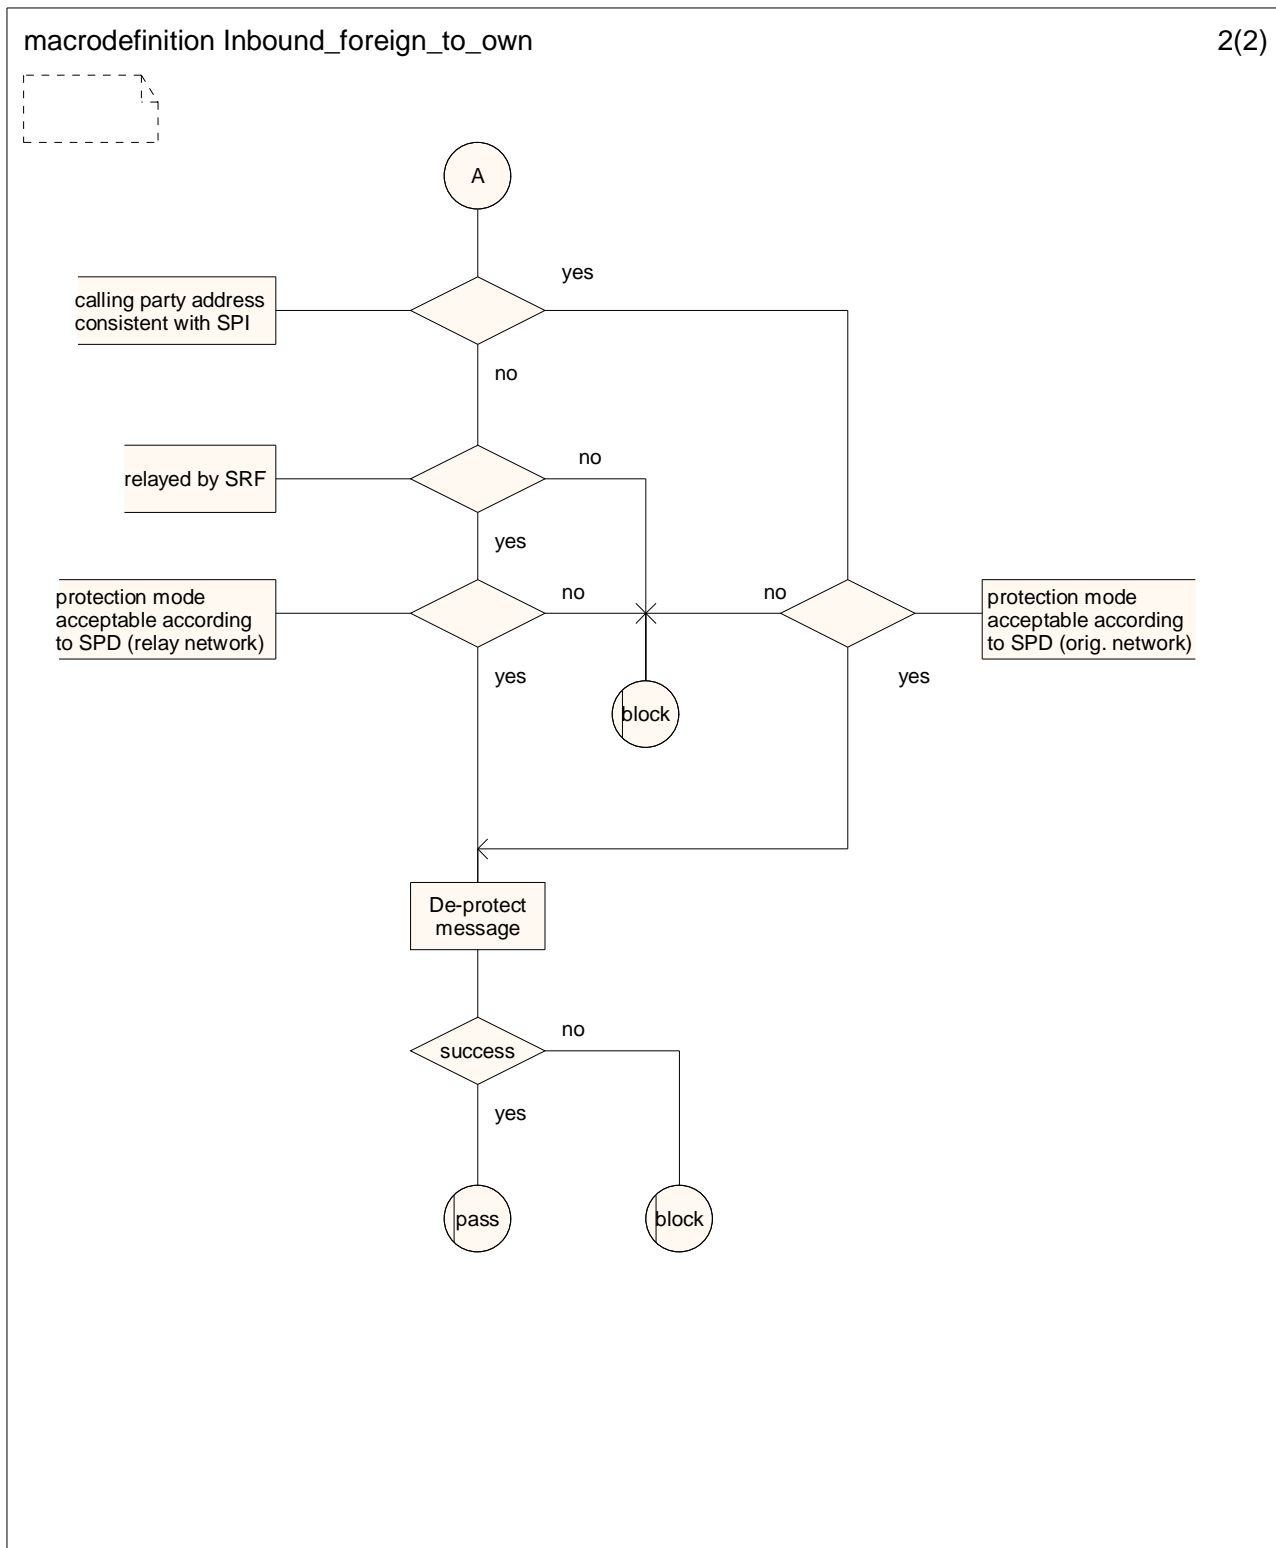 macrodefinition Inbound_foreign_to_own
2(2)
A
yes
calling party address
consistent with SPI
no
relayed by SRF
no
yes
protection mode
acceptable according
to SPD (relay network)
no
no
protection mode
acceptable according
to SPD (orig. network)
yes
yes
block
De-protect
message
success
no
yes
pass
block